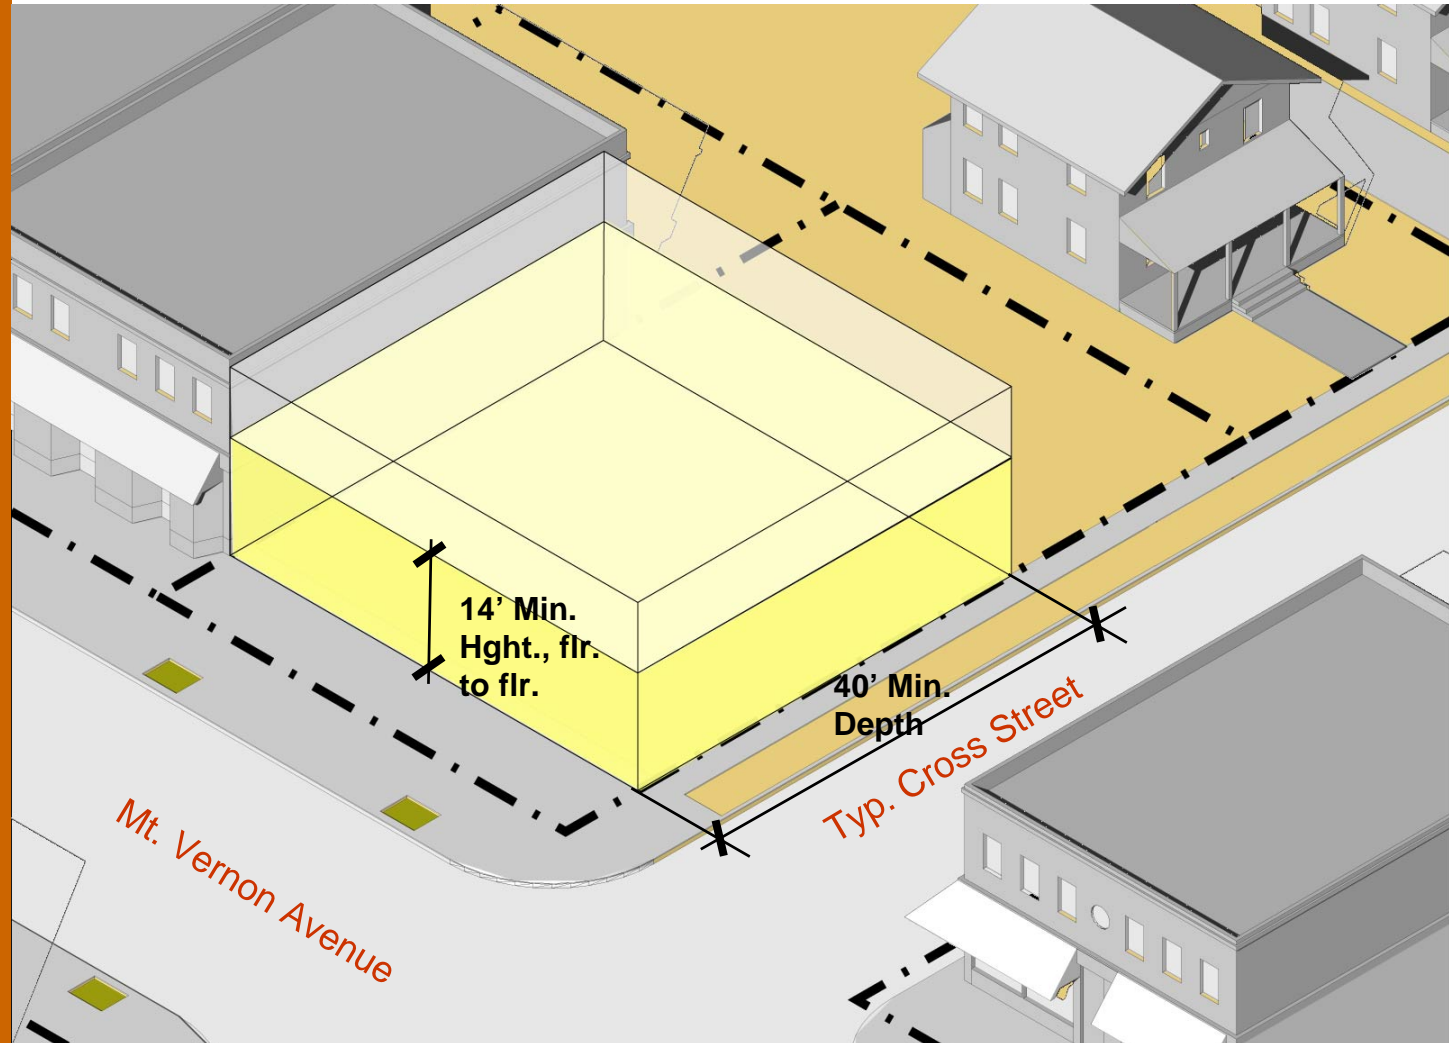 14’ Min.
Hght., flr.
to flr.
40’ Min.
Depth
Typ. Cross Street
Mt. Vernon Avenue